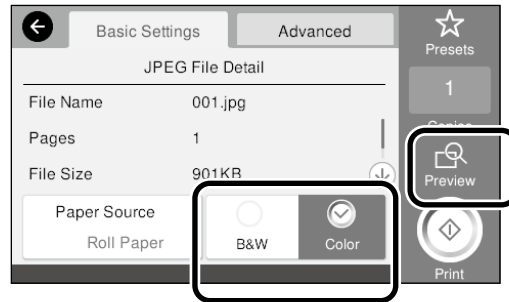 Basic Settings
Advanced
JPEG File Detail
File Name 001.jpg
Pages 1
File Size 901KB
Paper Source
Roll Paper
B&W
Color
Presets
1
Copies
Preview
Print